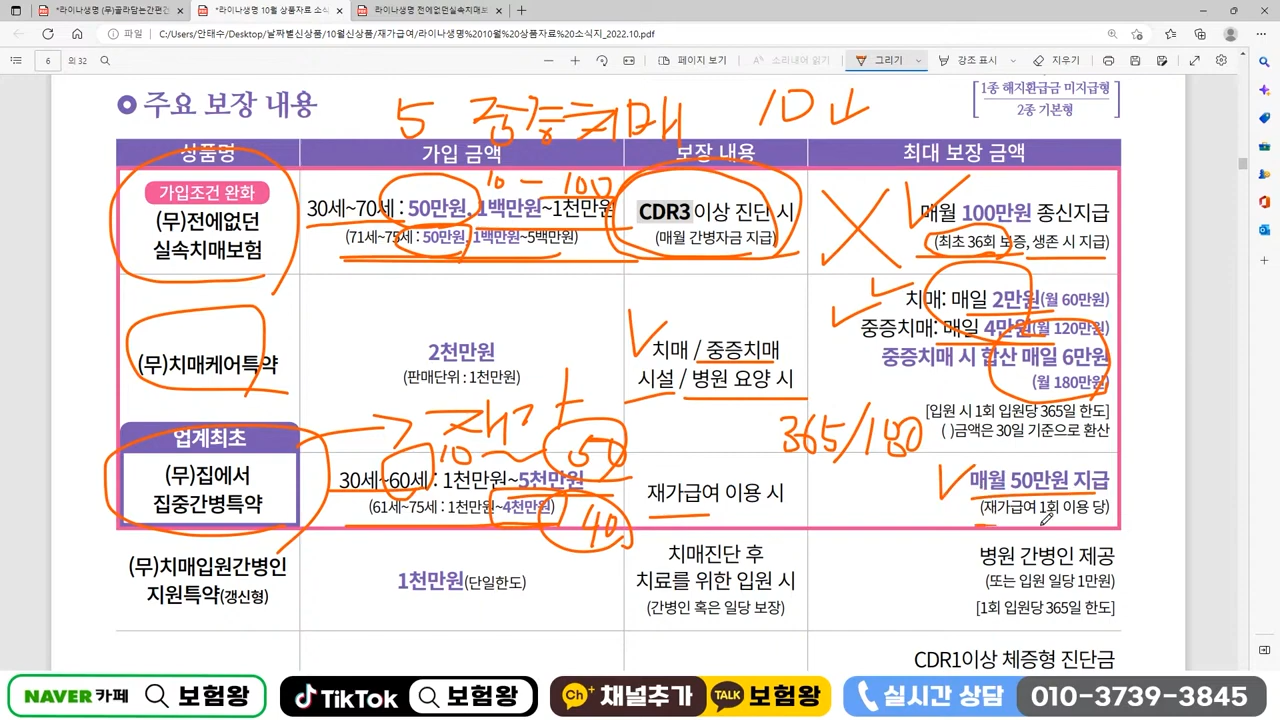 *라이나생명 (무)골라담는간편건
*라이나생명 10월 상품자료 소식
라이나생명 전에없던실속치매보
파일
C:/Users/안태수/Desktop/날짜별신상품/10월신상품/재가급여/라이나생명%2010월%20상품자료%20소식지_2022.10.pdf
6 의 32
페이지 보기
소리내어 읽기
그리기
강조 표시
지우기
주요 보장 내용
5 중증치매 10년
1종 해지환급금 미지급형
2종 기본형
상품명 가입 금액 보장 내용 최대 보장 금액
가입조건 완화
(무)전에없던
실속치매보험
10 - 100
30세~70세 : 50만원, 1백만원~1천만원
(71세~75세 : 50만원, 1백만원~5백만원)
CDR3이상 진단 시
(매월 간병자금 지급)
매월 100만원 종신지급
(최초 36회 보증, 생존 시 지급)
(무)치매케어특약
2천만원
(판매단위 : 1천만원)
치매 / 중증치매
시설 / 병원 요양 시
치매: 매일 2만원(월 60만원)
중증치매: 매일 4만원(월 120만원)
중증치매 시 합산 매일 6만원
(월 180만원)
[입원 시 1회 입원당 365일 한도]
( )금액은 30일 기준으로 환산
365/180
업계최초
(무)집에서
집중간병특약
10
50
30세~60세 : 1천만원~5천만원
(61세~75세 : 1천만원~4천만원)
40
재가급여 이용 시
매월 50만원 지급
(재가급여 1회 이용 당)
(무)치매입원간병인
지원특약(갱신형)
1천만원(단일한도)
치매진단 후
치료를 위한 입원 시
(간병인 혹은 일당 보장)
병원 간병인 제공
(또는 입원 일당 1만원)
[1회 입원당 365일 한도]
CDR1이상 체증형 진단금
NAVER 카페 보험왕
TikTok 보험왕
Ch+ 채널추가 TALK 보험왕
실시간 상담 010-3739-3845